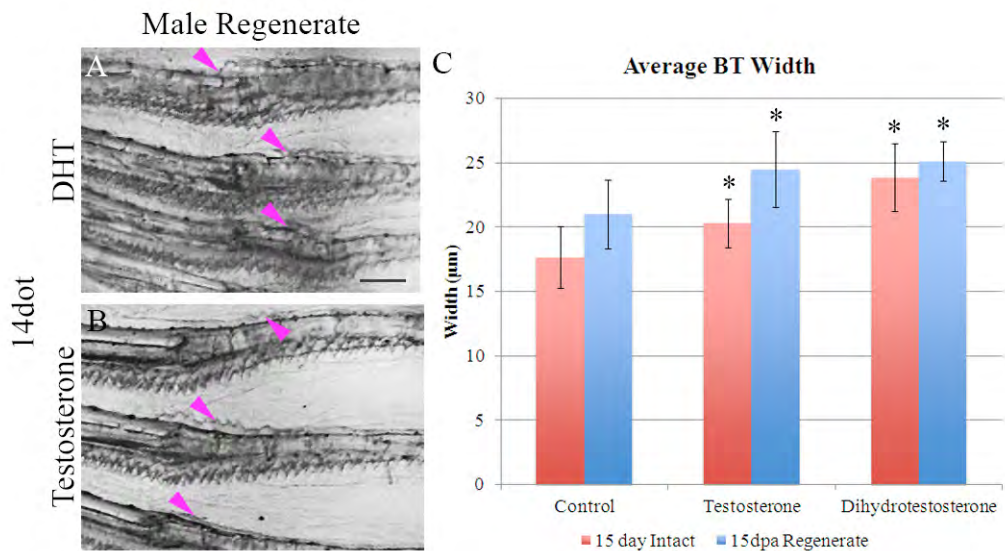 Male Regenerate
A
DHT
B
Testosterone
14dot
C
Average BT Width
Width (µm)
30
25
20
15
10
5
0
*
*
*
*
Control
Testosterone
Dihydrotestosterone
15 day Intact
15dpa Regenerate